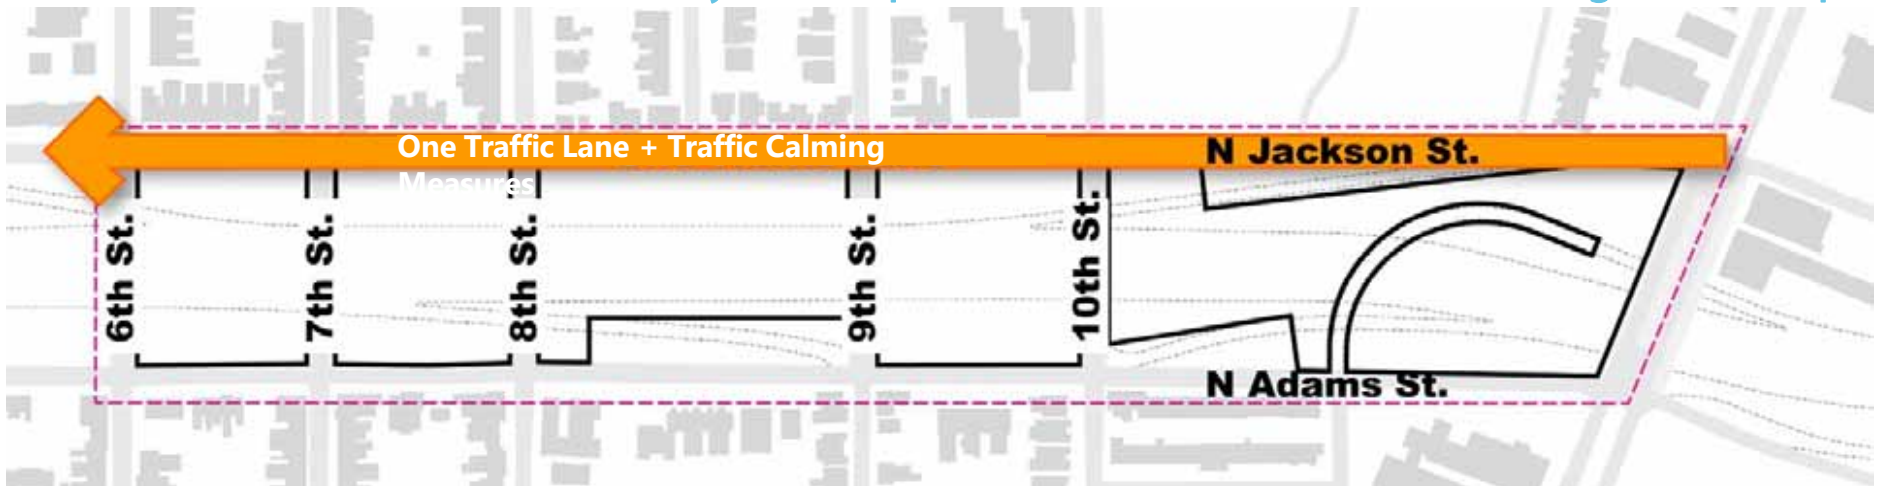 One Traffic Lane + Traffic Calming
Measures
N Jackson St.
6th St.
7th St.
8th St.
9th St.
10th St.
N Adams St.